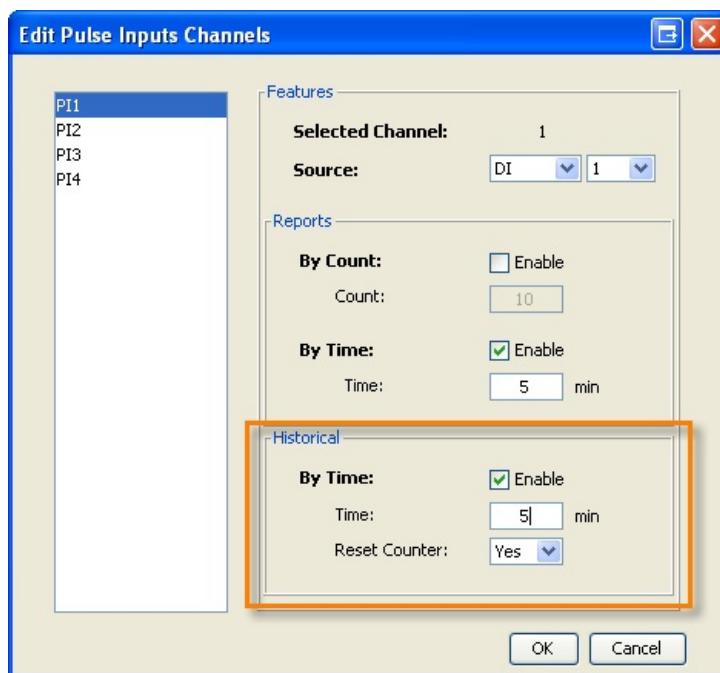 Edit Pulse Inputs Channels
PI1
PI2
PI3
PI4
Features
Selected Channel: 1
Source: DI 1
Reports
By Count: Enable
Count: 10
By Time: Enable
Time: 5 min
Historical
By Time: Enable
Time: 5 min
Reset Counter: Yes
OK Cancel